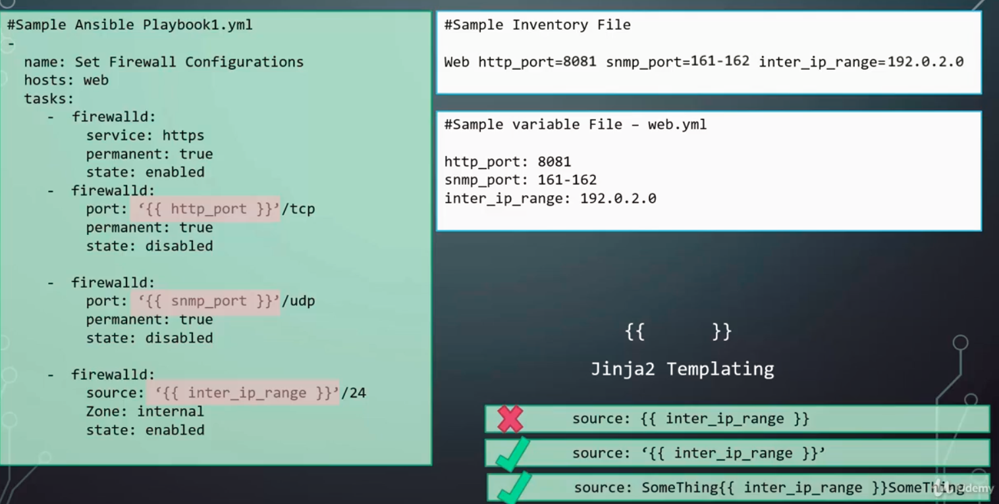 #Sample Ansible Playbook1.yml
-
name: Set Firewall Configurations
hosts: web
tasks:
- firewalld:
service: https
permanent: true
state: enabled
- firewalld:
port: ‘{{ http_port }}’/tcp
permanent: true
state: disabled
- firewalld:
port: ‘{{ snmp_port }}’/udp
permanent: true
state: disabled
- firewalld:
source: ‘{{ inter_ip_range }}’/24
Zone: internal
state: enabled
#Sample Inventory File
Web http_port=8081 snmp_port=161-162 inter_ip_range=192.0.2.0
#Sample variable File – web.yml
http_port: 8081
snmp_port: 161-162
inter_ip_range: 192.0.2.0
{{ }}
Jinja2 Templating
source: {{ inter_ip_range }}
source: ‘{{ inter_ip_range }}’
source: SomeThing{{ inter_ip_range }}SomeThing
udemy